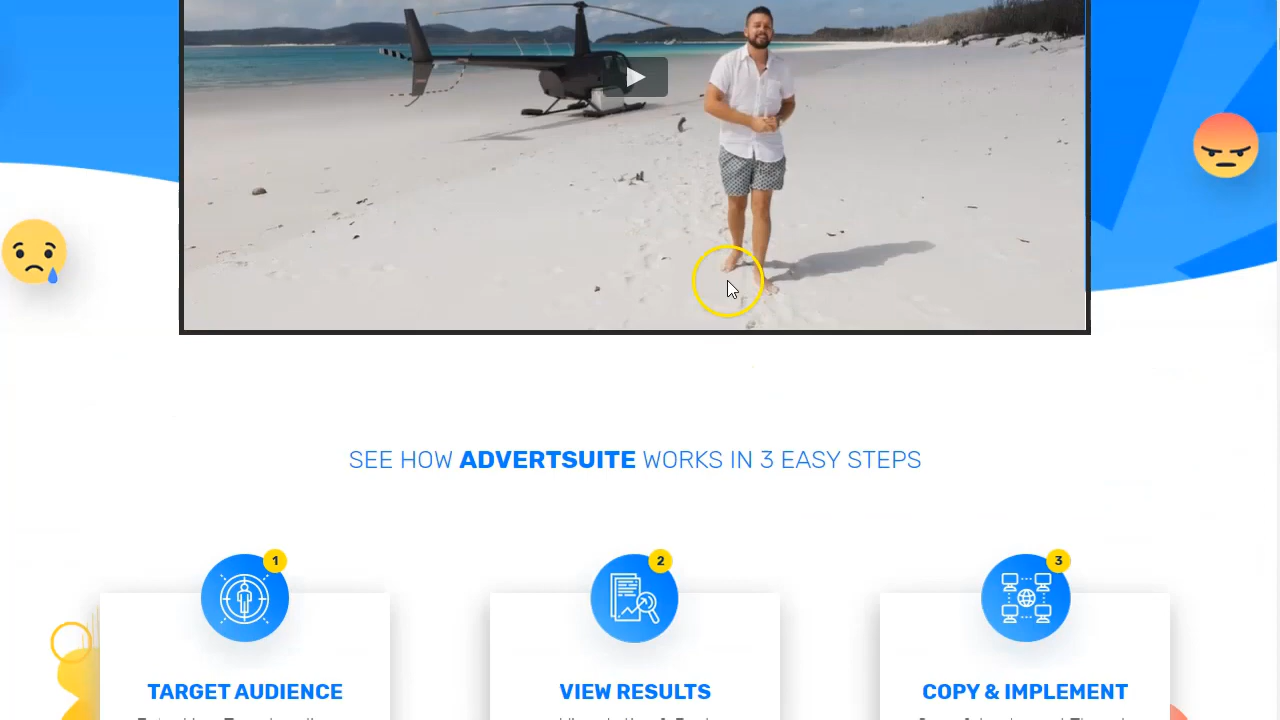 SEE HOW ADVERTSUITE WORKS IN 3 EASY STEPS
1
2
3
TARGET AUDIENCE
VIEW RESULTS
COPY & IMPLEMENT